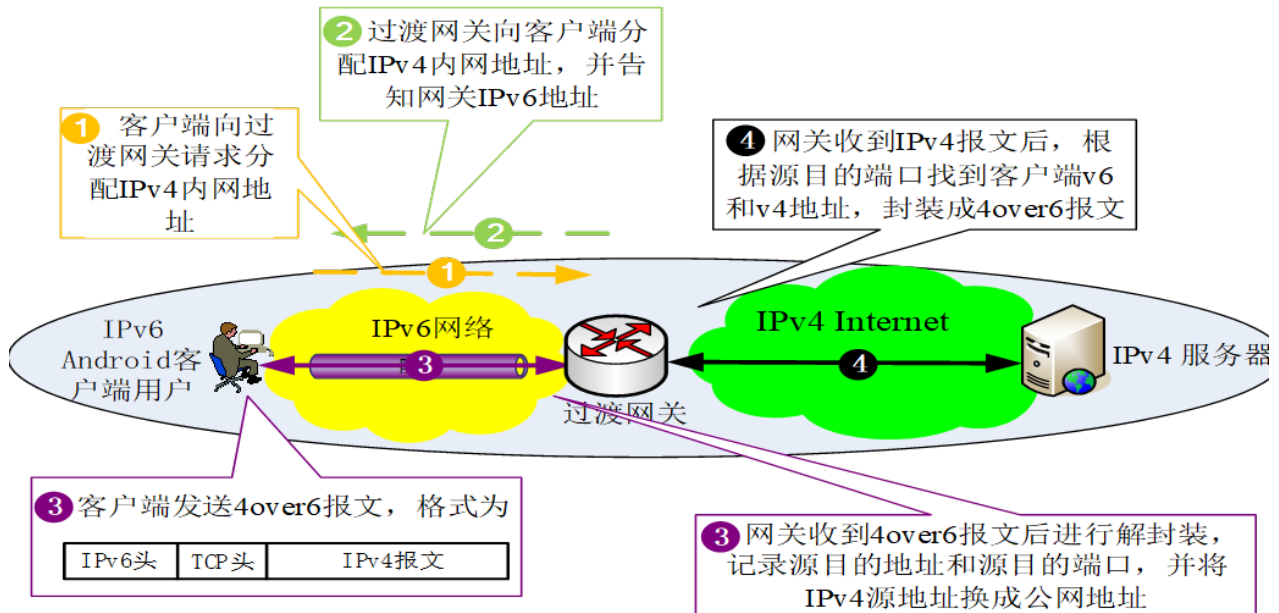 2 过渡网关向客户端分
配IPv4内网地址，并告
知网关IPv6地址
1 客户端向过
渡网关请求分
配IPv4内网地
址
4 网关收到IPv4报文后，根
据源目的端口找到客户端v6
和v4地址，封装成4over6报文
2
1
IPv6
Android客
户端用户
IPv6网络
3
过渡网关
IPv4 Internet
4
IPv4 服务器
3 客户端发送4over6报文，格式为
IPv6头 TCP头 IPv4报文
3 网关收到4over6报文后进行解封装，
记录源目的地址和源目的端口，并将
IPv4源地址换成公网地址